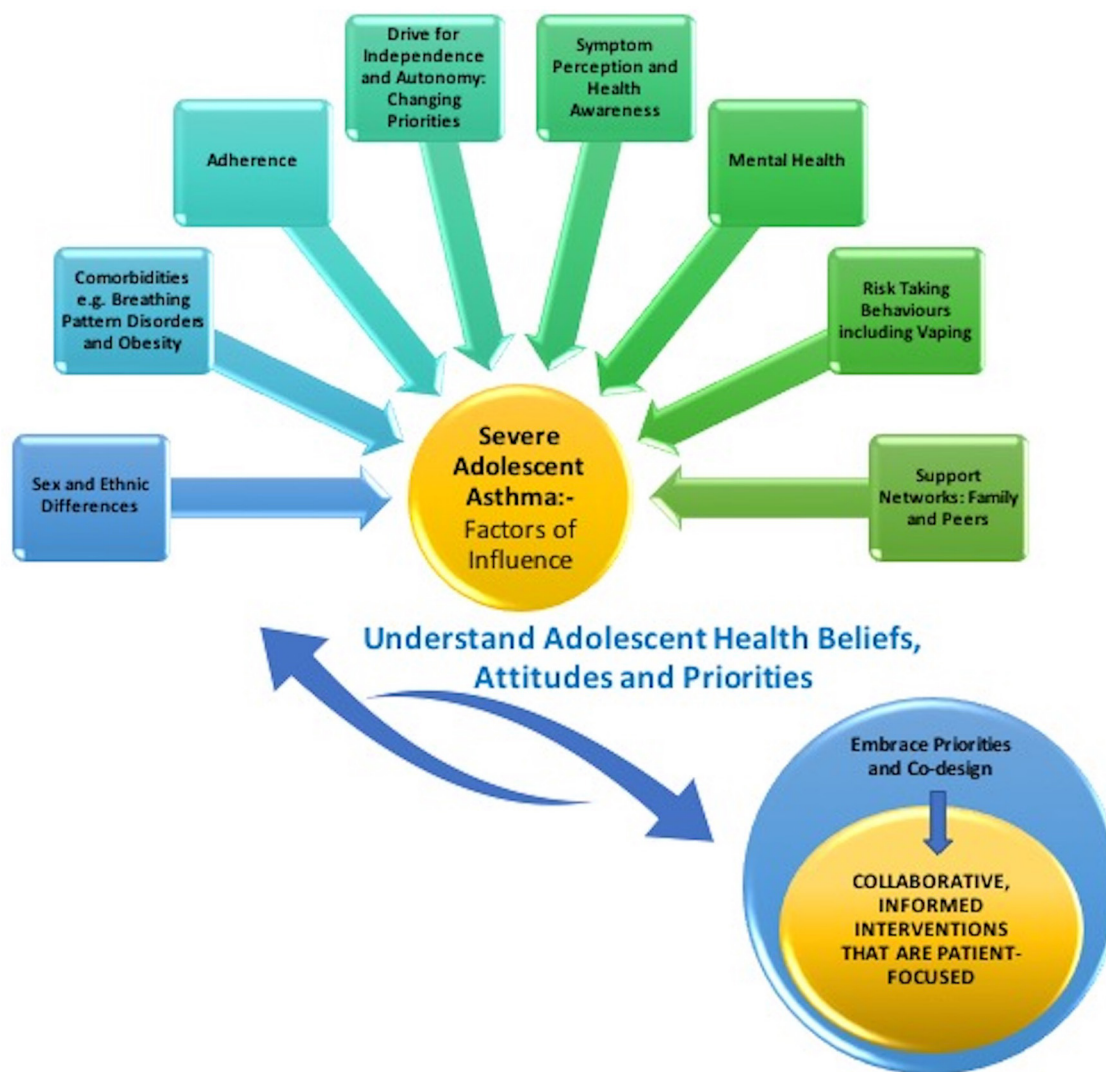 Drive for
Independence
and Autonomy:
Changing
Priorities
Symptom
Perception and
Health
Awareness
Adherence
Mental Health
Comorbidities
e.g. Breathing
Pattern Disorders
and Obesity
Risk Taking
Behaviours
including Vaping
Sex and Ethnic
Differences
Severe
Adolescent
Asthma:-
Factors of
Influence
Support
Networks: Family
and Peers
Understand Adolescent Health Beliefs,
Attitudes and Priorities
Embrace Priorities
and Co-design
COLLABORATIVE,
INFORMED
INTERVENTIONS
THAT ARE PATIENT-
FOCUSED